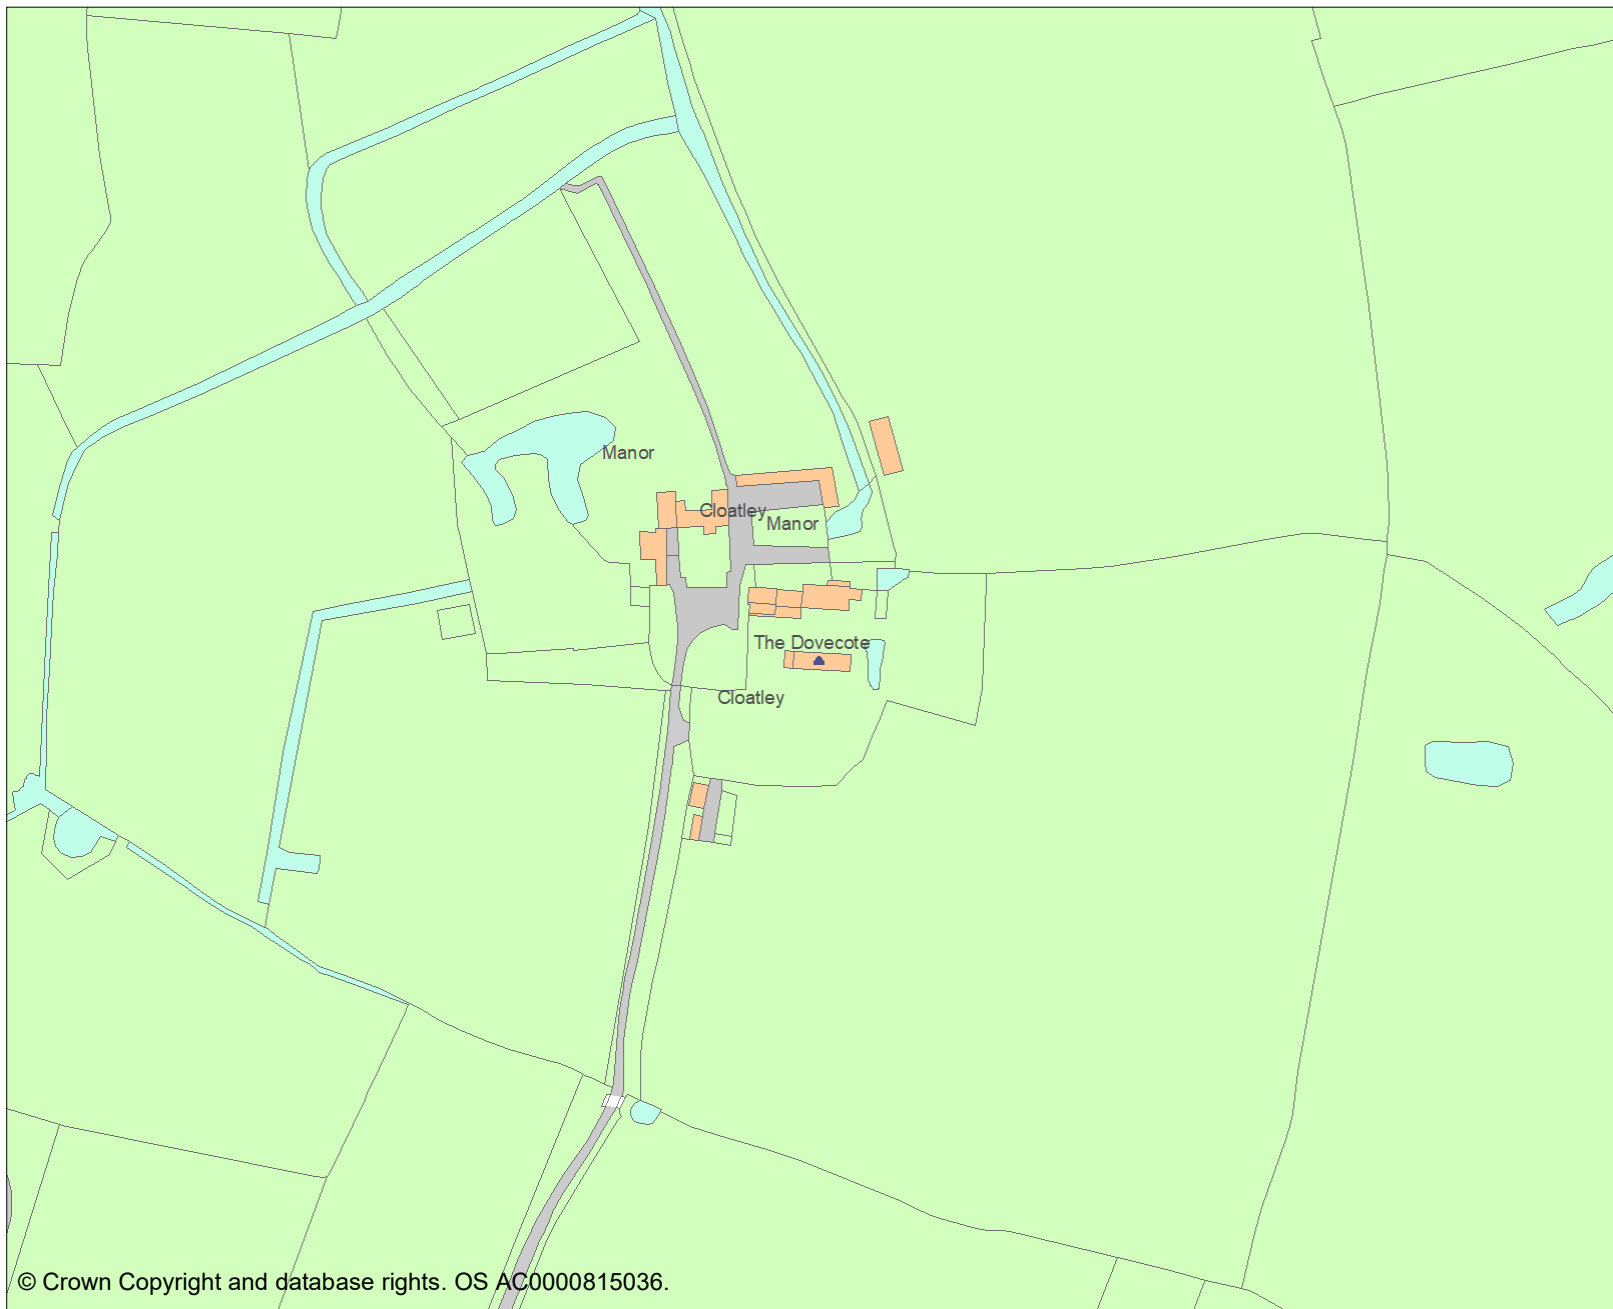 Manor
Cloatley
Manor
The Dovecote
Cloatley
© Crown Copyright and database rights. OS AC0000815036.